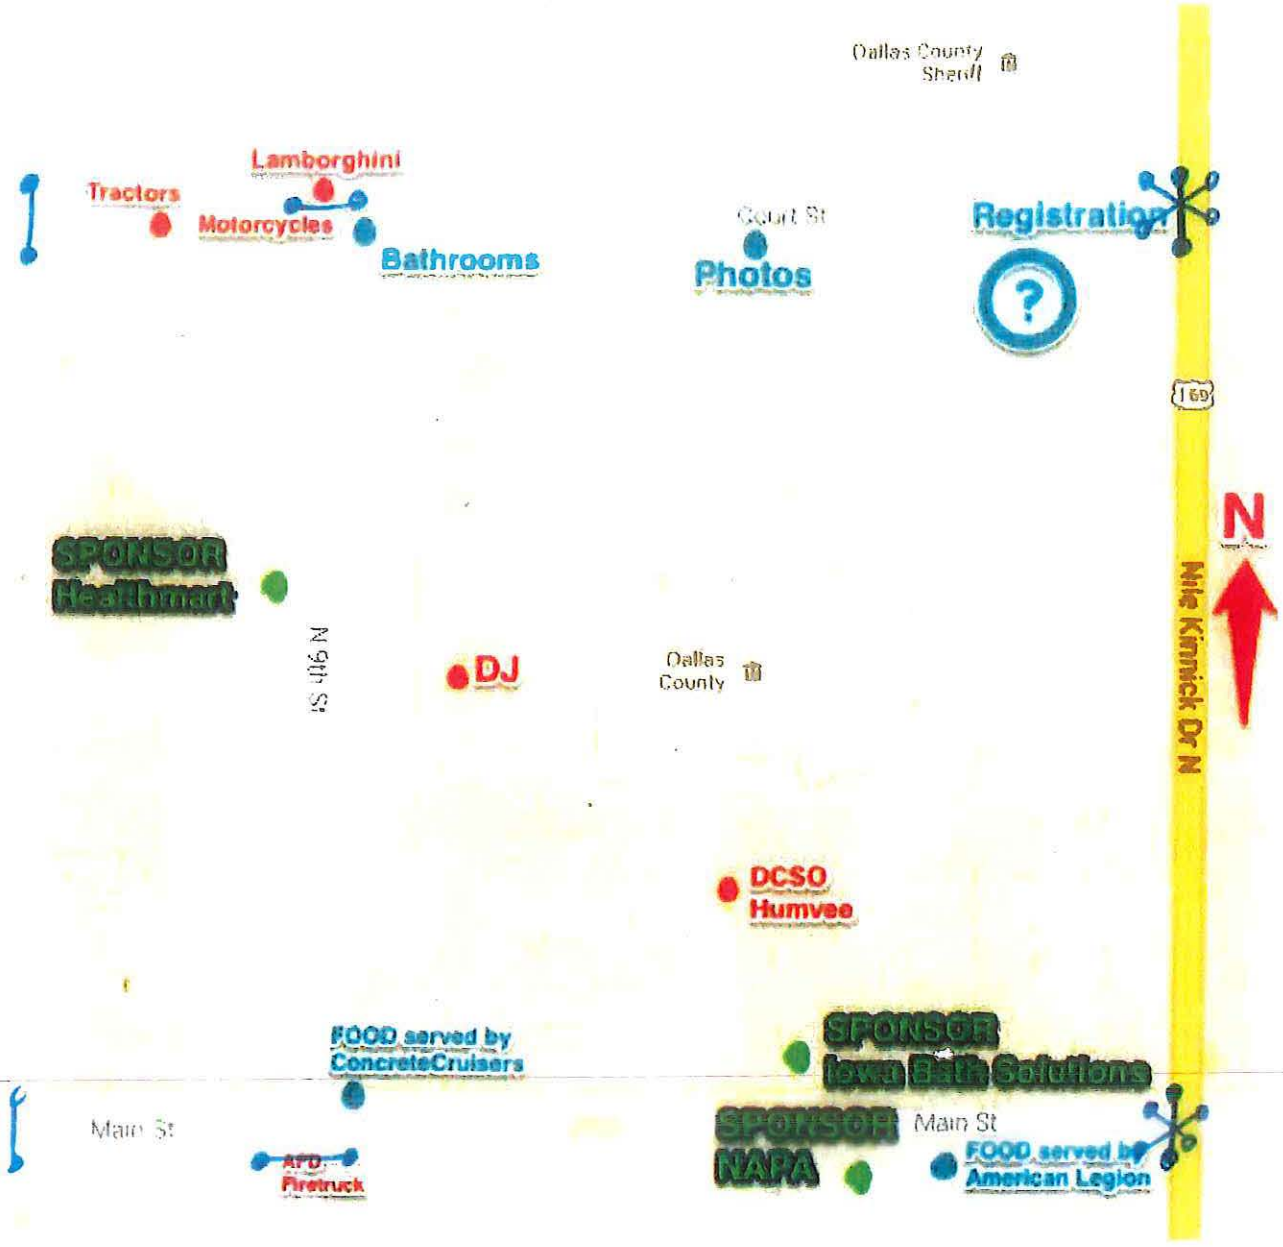 Dallas County
Sheriff
Lamborghini
Tractors
Motorcycles
Bathrooms
Court St
Photos
Registration
?
169
N
SPONSOR
Healthmart
N 9th St
DJ
Dallas
County
Nile Kinnick Dr N
DCSO
Humvee
FOOD served by
ConcreteCruisers
SPONSOR
Iowa Bath Solutions
Main St
SPONSOR
NAPA
Main St
AFD
Firetruck
FOOD served by
American Legion